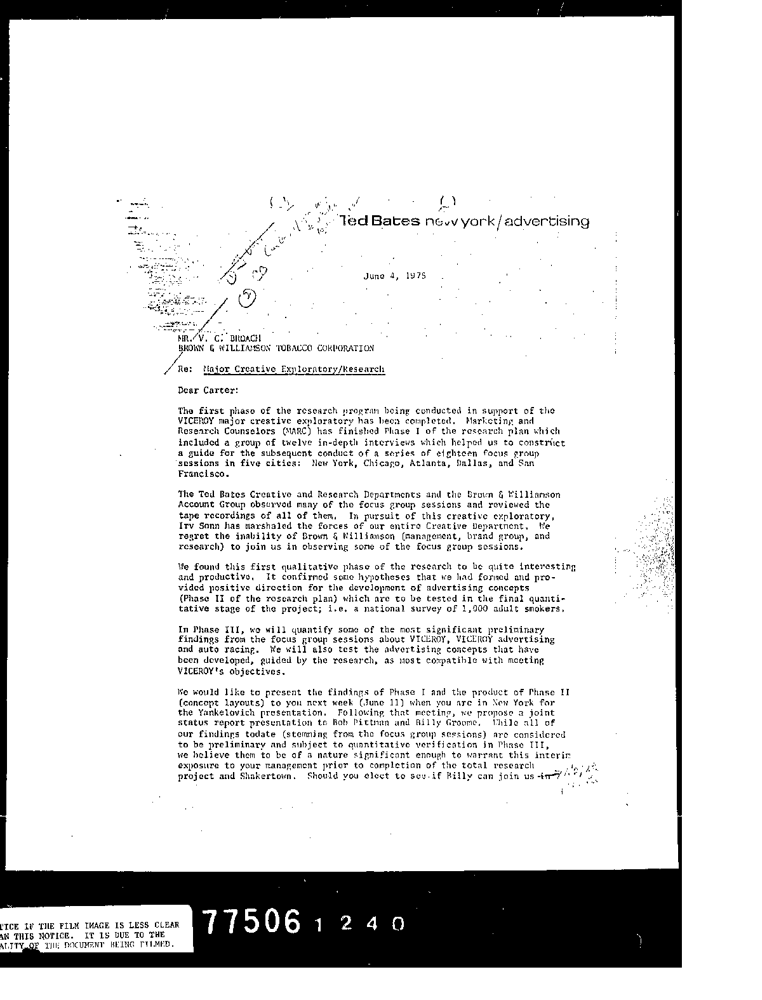 Ted Bates new york/advertising
June 4, 1975
MR. V. C. BROACH
BROWN & WILLIAMSON TOBACCO CORPORATION
Re: Major Creative Exploratory/Research
Dear Carter:
The first phase of the research program being conducted in support of the
VICEROY major creative exploratory has been completed. Marketing and
Research Counselors (MARC) has finished Phase I of the research plan which
included a group of twelve in-depth interviews which helped us to construct
a guide for the subsequent conduct of a series of eighteen focus group
sessions in five cities: New York, Chicago, Atlanta, Dallas, and San
Francisco.
The Ted Bates Creative and Research Departments and the Brown & Williamson
Account Group observed many of the focus group sessions and reviewed the
tape recordings of all of them. In pursuit of this creative exploratory,
Irv Sonn has marshaled the forces of our entire Creative Department. We
regret the inability of Brown & Williamson (management, brand group, and
research) to join us in observing some of the focus group sessions.
We found this first qualitative phase of the research to be quite interesting
and productive. It confirmed some hypotheses that we had formed and pro-
vided positive direction for the development of advertising concepts
(Phase II of the research plan) which are to be tested in the final quanti-
tative stage of the project; i.e. a national survey of 1,000 adult smokers.
In Phase III, we will quantify some of the most significant preliminary
findings from the focus group sessions about VICEROY, VICEROY advertising
and auto racing. We will also test the advertising concepts that have
been developed, guided by the research, as most compatible with meeting
VICEROY's objectives.
We would like to present the findings of Phase I and the product of Phase II
(concept layouts) to you next week (June 11) when you are in New York for
the Yankelovich presentation. Following that meeting, we propose a joint
status report presentation to Bob Pittman and Billy Groome. While all of
our findings todate (stemming from the focus group sessions) are considered
to be preliminary and subject to quantitative verification in Phase III,
we believe them to be of a nature significant enough to warrant this interim
exposure to your management prior to completion of the total research
project and Shakertown. Should you elect to see if Billy can join us in
TICE IF THE FILM IMAGE IS LESS CLEAR
AN THIS NOTICE. IT IS DUE TO THE
ALITY OF THE DOCUMENT BEING FILMED.
77506 1240